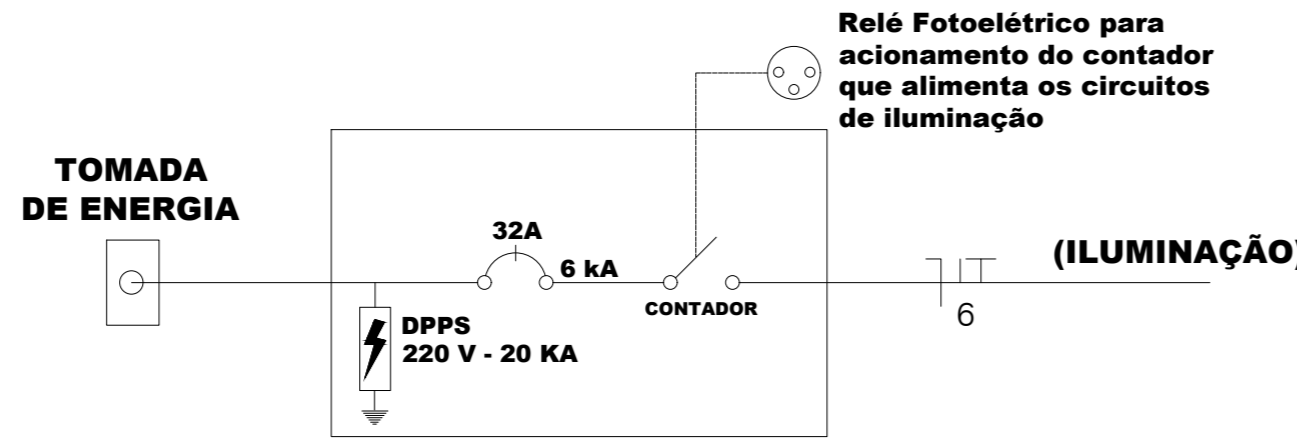 Relé Fotoelétrico para
acionamento do contador
que alimenta os circuitos
de iluminação
TOMADA
DE ENERGIA
32A
6 kA
CONTADOR
(ILUMINAÇÃO)
6
DPPS
220 V - 20 KA